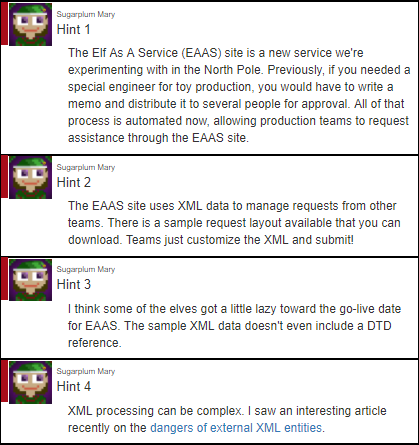 Sugarplum Mary
Hint 1
The Elf As A Service (EAAS) site is a new service we're
experimenting with in the North Pole. Previously, if you needed a
special engineer for toy production, you would have to write a
memo and distribute it to several people for approval. All of that
process is automated now, allowing production teams to request
assistance through the EAAS site.
Sugarplum Mary
Hint 2
The EAAS site uses XML data to manage requests from other
teams. There is a sample request layout available that you can
download. Teams just customize the XML and submit!
Sugarplum Mary
Hint 3
I think some of the elves got a little lazy toward the go-live date
for EAAS. The sample XML data doesn't even include a DTD
reference.
Sugarplum Mary
Hint 4
XML processing can be complex. I saw an interesting article
recently on the dangers of external XML entities.